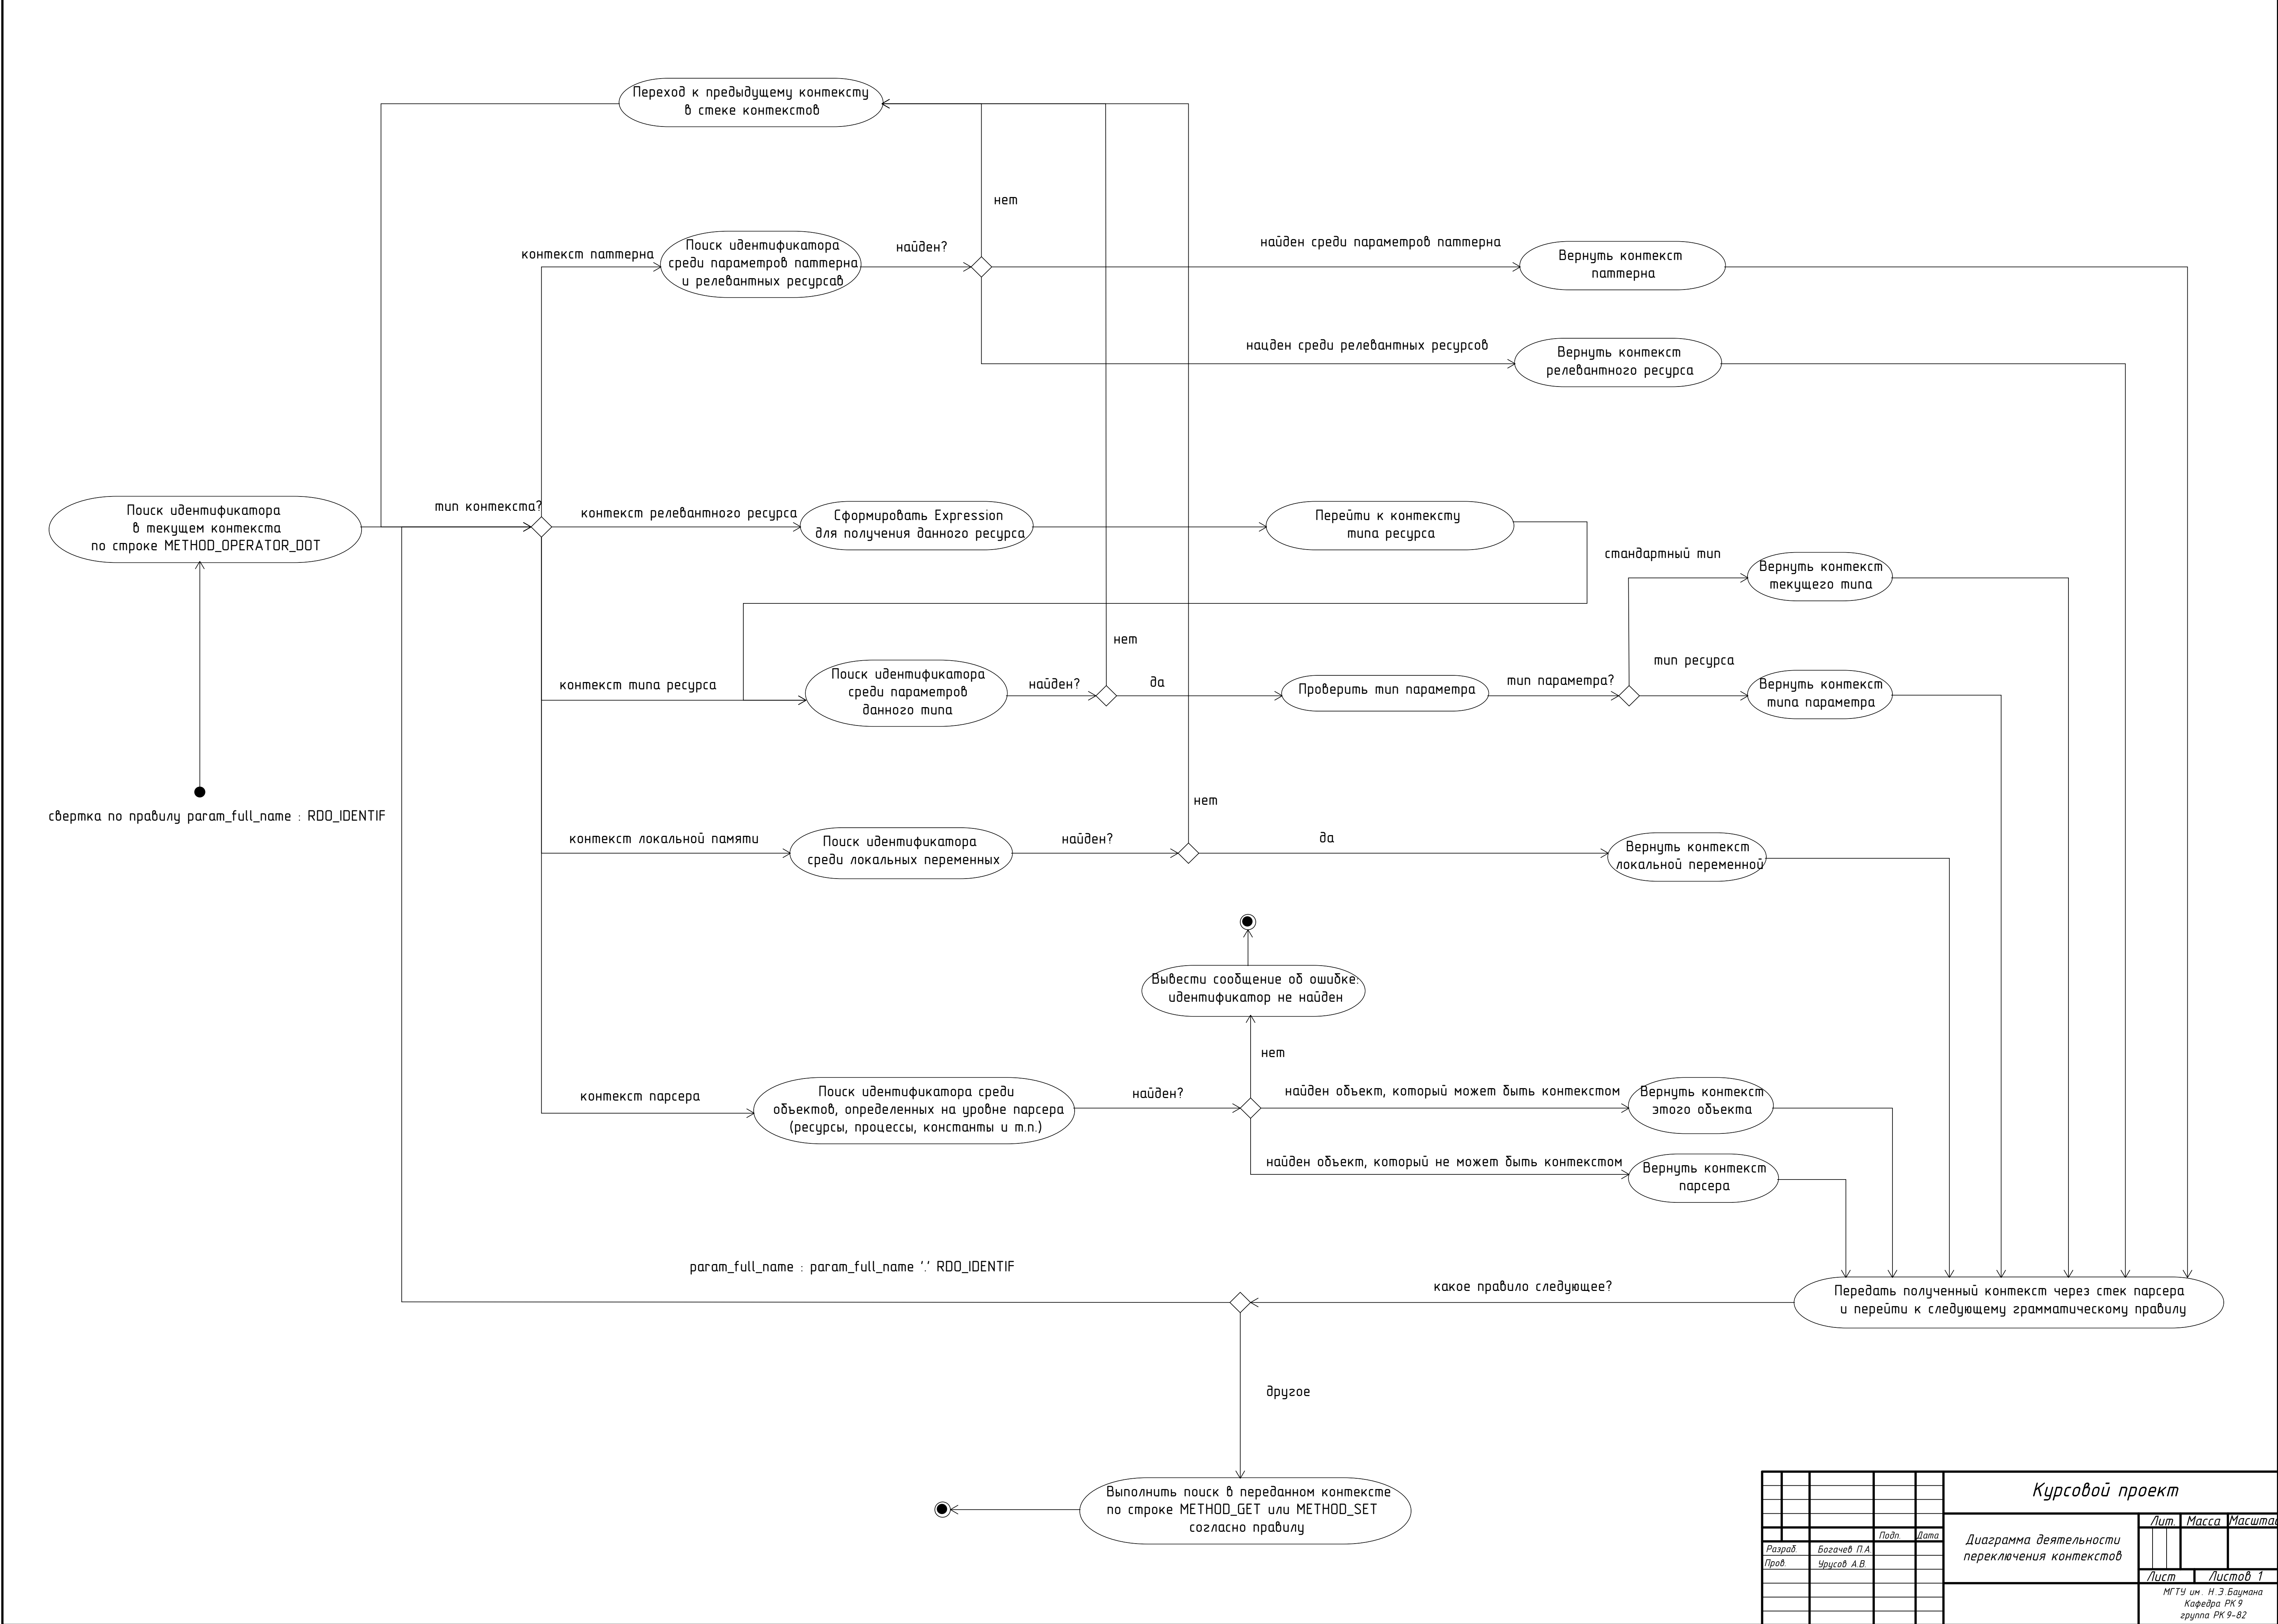 Переход к предыдущему контексту
в стеке контекстов
нет
контекст паттерна
Поиск идентификатора
среди параметров паттерна
и релевантных ресурсав
найден?
найден среди параметров паттерна
Вернуть контекст
паттерна
нацден среди релевантных ресурсов
Вернуть контекст
релевантного ресурса
Поиск идентификатора
в текущем контекста
по строке METHOD_OPERATOR_DOT
тип контекста?
контекст релевантного ресурса
Сформировать Expression
для получения данного ресурса
Перейти к контексту
типа ресурса
стандартный тип
Вернуть контекст
текущего типа
нет
контекст типа ресурса
Поиск идентификатора
среди параметров
данного типа
найден?
да
Проверить тип параметра
тип параметра?
тип ресурса
Вернуть контекст
типа параметра
свертка по правилу param_full_name : RDO_IDENTIF
нет
контекст локальной памяти
Поиск идентификатора
среди локальных переменных
найден?
да
Вернуть контекст
локальной переменной
Вывести сообщение об ошибке:
идентификатор не найден
нет
контекст парсера
Поиск идентификатора среди
объектов, определенных на уровне парсера
(ресурсы, процессы, константы и т.п.)
найден?
найден объект, который может быть контекстом
Вернуть контекст
этого объекта
найден объект, который не может быть контекстом
Вернуть контекст
парсера
param_full_name : param_full_name '.' RDO_IDENTIF
какое правило следующее?
Передать полученный контекст через стек парсера
и перейти к следующему грамматическому правилу
другое
Выполнить поиск в переданном контексте
по строке METHOD_GET или METHOD_SET
согласно правилу
Курсовой проект
Лит. Масса Масштаб
Подп. Дата
Диаграмма деятельности
переключения контекстов
Разраб. Богачев П.А.
Пров. Урусов А.В.
Лист Листов 1
МГТУ им. Н.Э.Баумана
Кафедра РК 9
группа РК 9-82